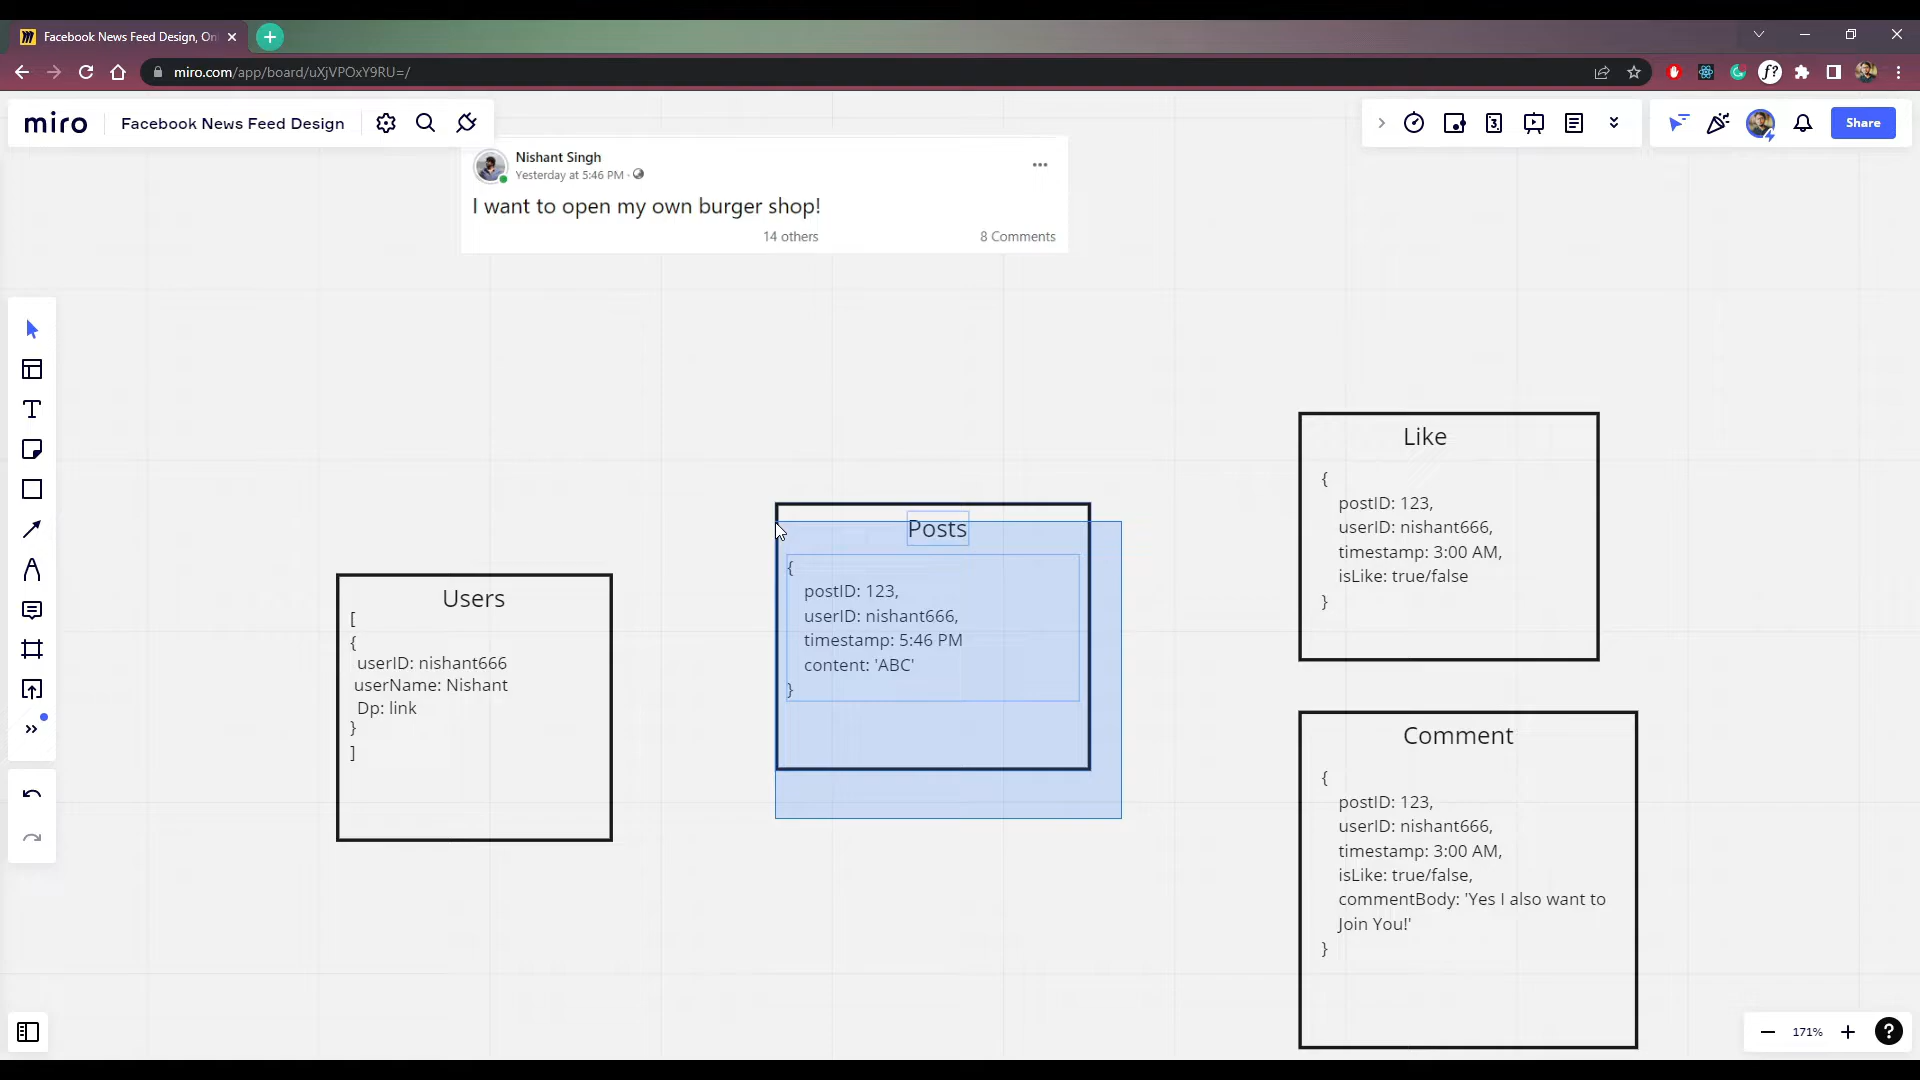 Facebook News Feed Design, On
miro.com/app/board/uXjVPOxY9RU=/
miro
Facebook News Feed Design
Share
Nishant Singh
Yesterday at 5:46 PM ·
I want to open my own burger shop!
14 others
8 Comments
Users
[
{
userID: nishant666
userName: Nishant
Dp: link
}
]
Posts
{
postID: 123,
userID: nishant666,
timestamp: 5:46 PM
content: 'ABC'
}
Like
{
postID: 123,
userID: nishant666,
timestamp: 3:00 AM,
isLike: true/false
}
Comment
{
postID: 123,
userID: nishant666,
timestamp: 3:00 AM,
isLike: true/false,
commentBody: 'Yes I also want to
Join You!'
}
171%